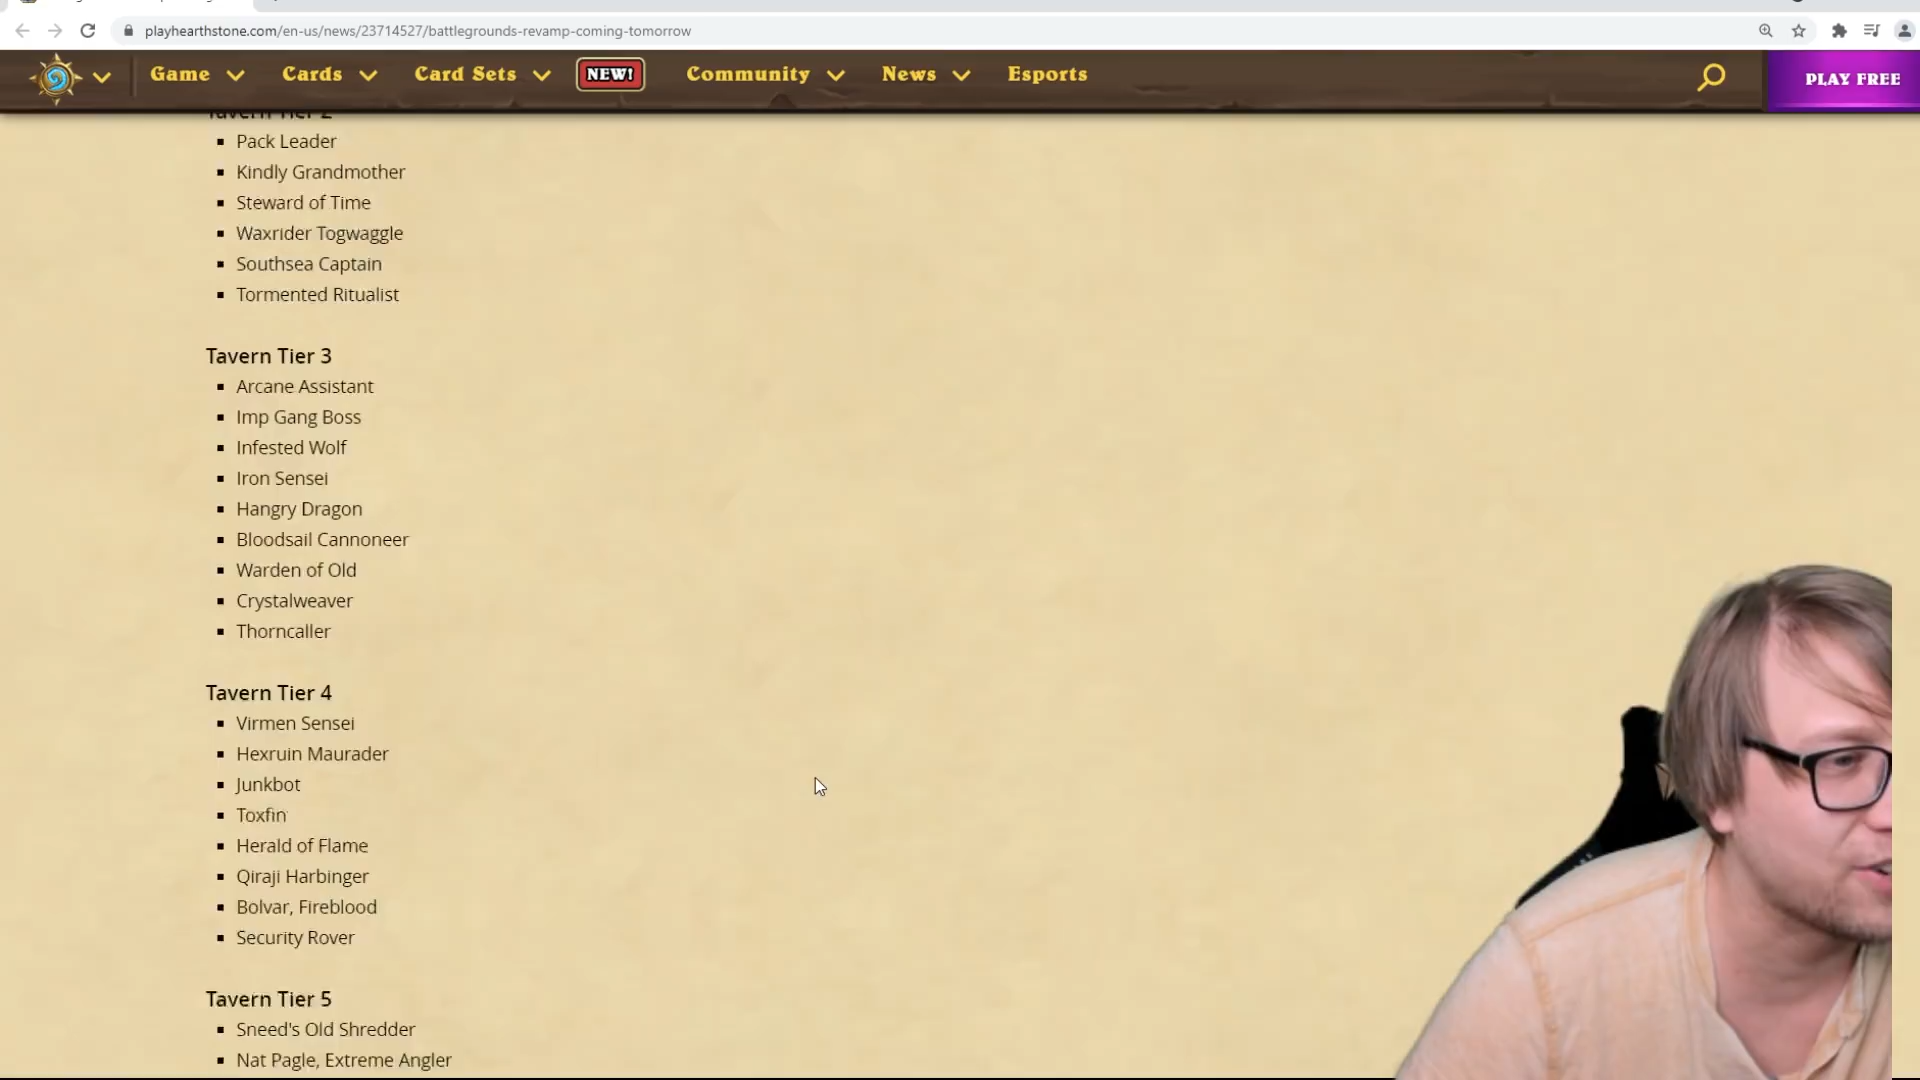 playhearthstone.com/en-us/news/23714527/battlegrounds-revamp-coming-tomorrow
Game Cards Card Sets NEW! Community News Esports PLAY FREE
Tavern Tier 2
Pack Leader
Kindly Grandmother
Steward of Time
Waxrider Togwaggle
Southsea Captain
Tormented Ritualist
Tavern Tier 3
Arcane Assistant
Imp Gang Boss
Infested Wolf
Iron Sensei
Hangry Dragon
Bloodsail Cannoneer
Warden of Old
Crystalweaver
Thorncaller
Tavern Tier 4
Virmen Sensei
Hexruin Maurader
Junkbot
Toxfin
Herald of Flame
Qiraji Harbinger
Bolvar, Fireblood
Security Rover
Tavern Tier 5
Sneed's Old Shredder
Nat Pagle, Extreme Angler